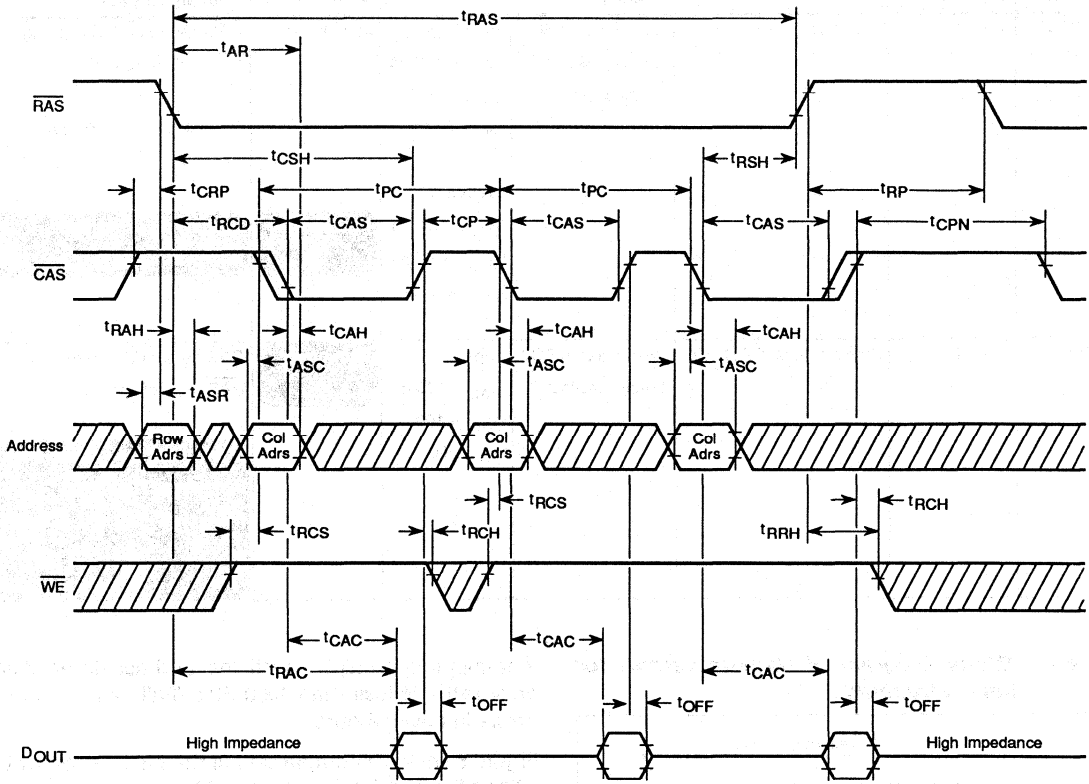 tRAS
tAR
RAS
tCSH
tRSH
tCRP
tPC
tPC
tRP
tRCD
tCAS
tCP
tCAS
tCAS
tCPN
CAS
tRAH
tCAH
tCAH
tCAH
tASC
tASC
tASC
tASR
Address
Row Adrs
Col Adrs
Col Adrs
Col Adrs
tRCS
tRCH
tRCS
tRCH
tRRH
WE
tCAC
tCAC
tRAC
tCAC
tOFF
tOFF
tOFF
DOUT
High Impedance
High Impedance